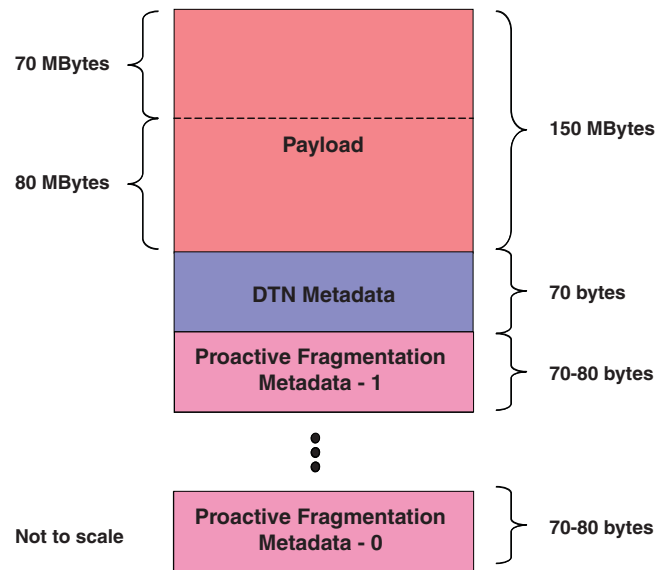 70 MBytes
80 MBytes
Payload
150 MBytes
DTN Metadata
70 bytes
Proactive Fragmentation
Metadata - 1
70-80 bytes
Not to scale
Proactive Fragmentation
Metadata - 0
70-80 bytes